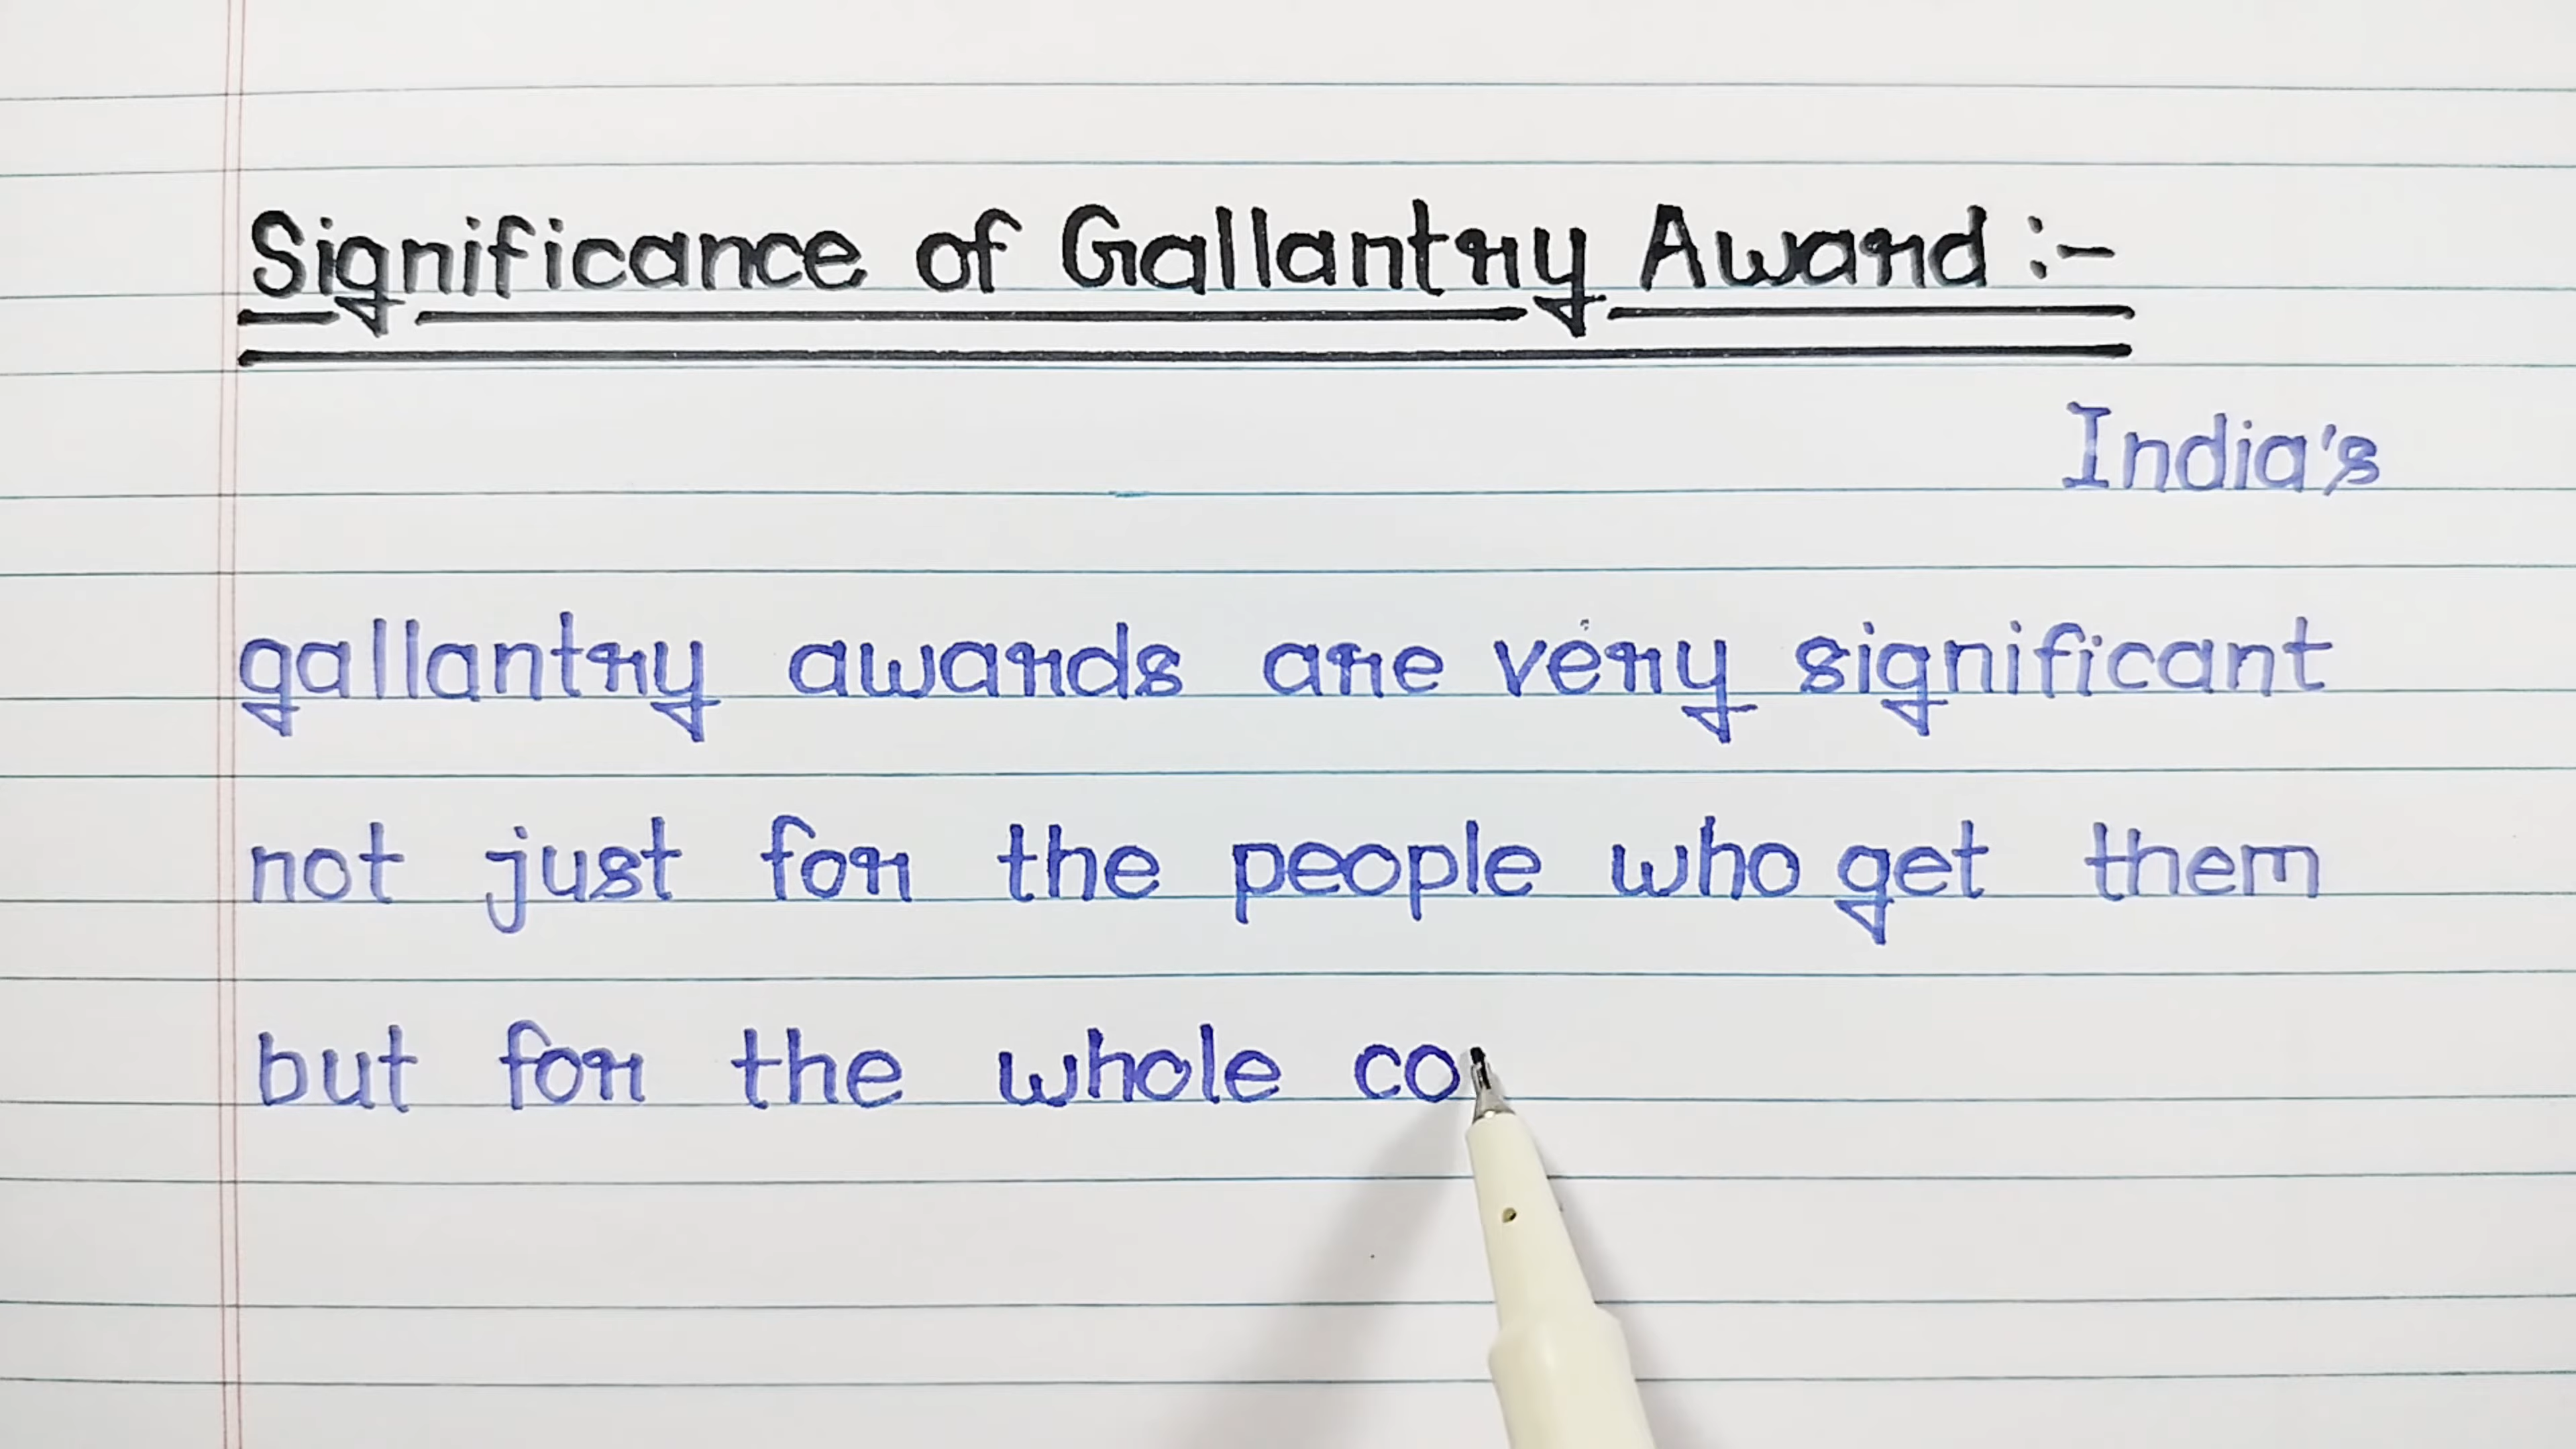 Significance of Gallantry Award :-
India's
gallantry awards are very significant
not just for the people who get them
but for the whole co